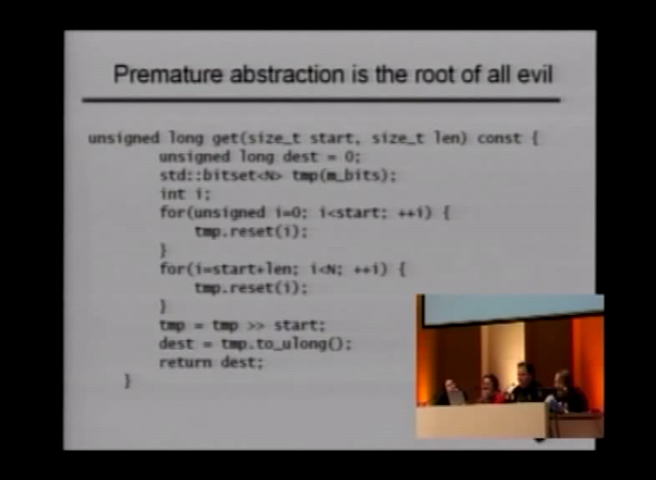 Premature abstraction is the root of all evil
unsigned long get(size_t start, size_t len) const {
unsigned long dest = 0;
std::bitset<N> tmp(m_bits);
int i;
for(unsigned i=0; i<start; ++i) {
tmp.reset(i);
}
for(i=start+len; i<N; ++i) {
tmp.reset(i);
}
tmp = tmp >> start;
dest = tmp.to_ulong();
return dest;
}